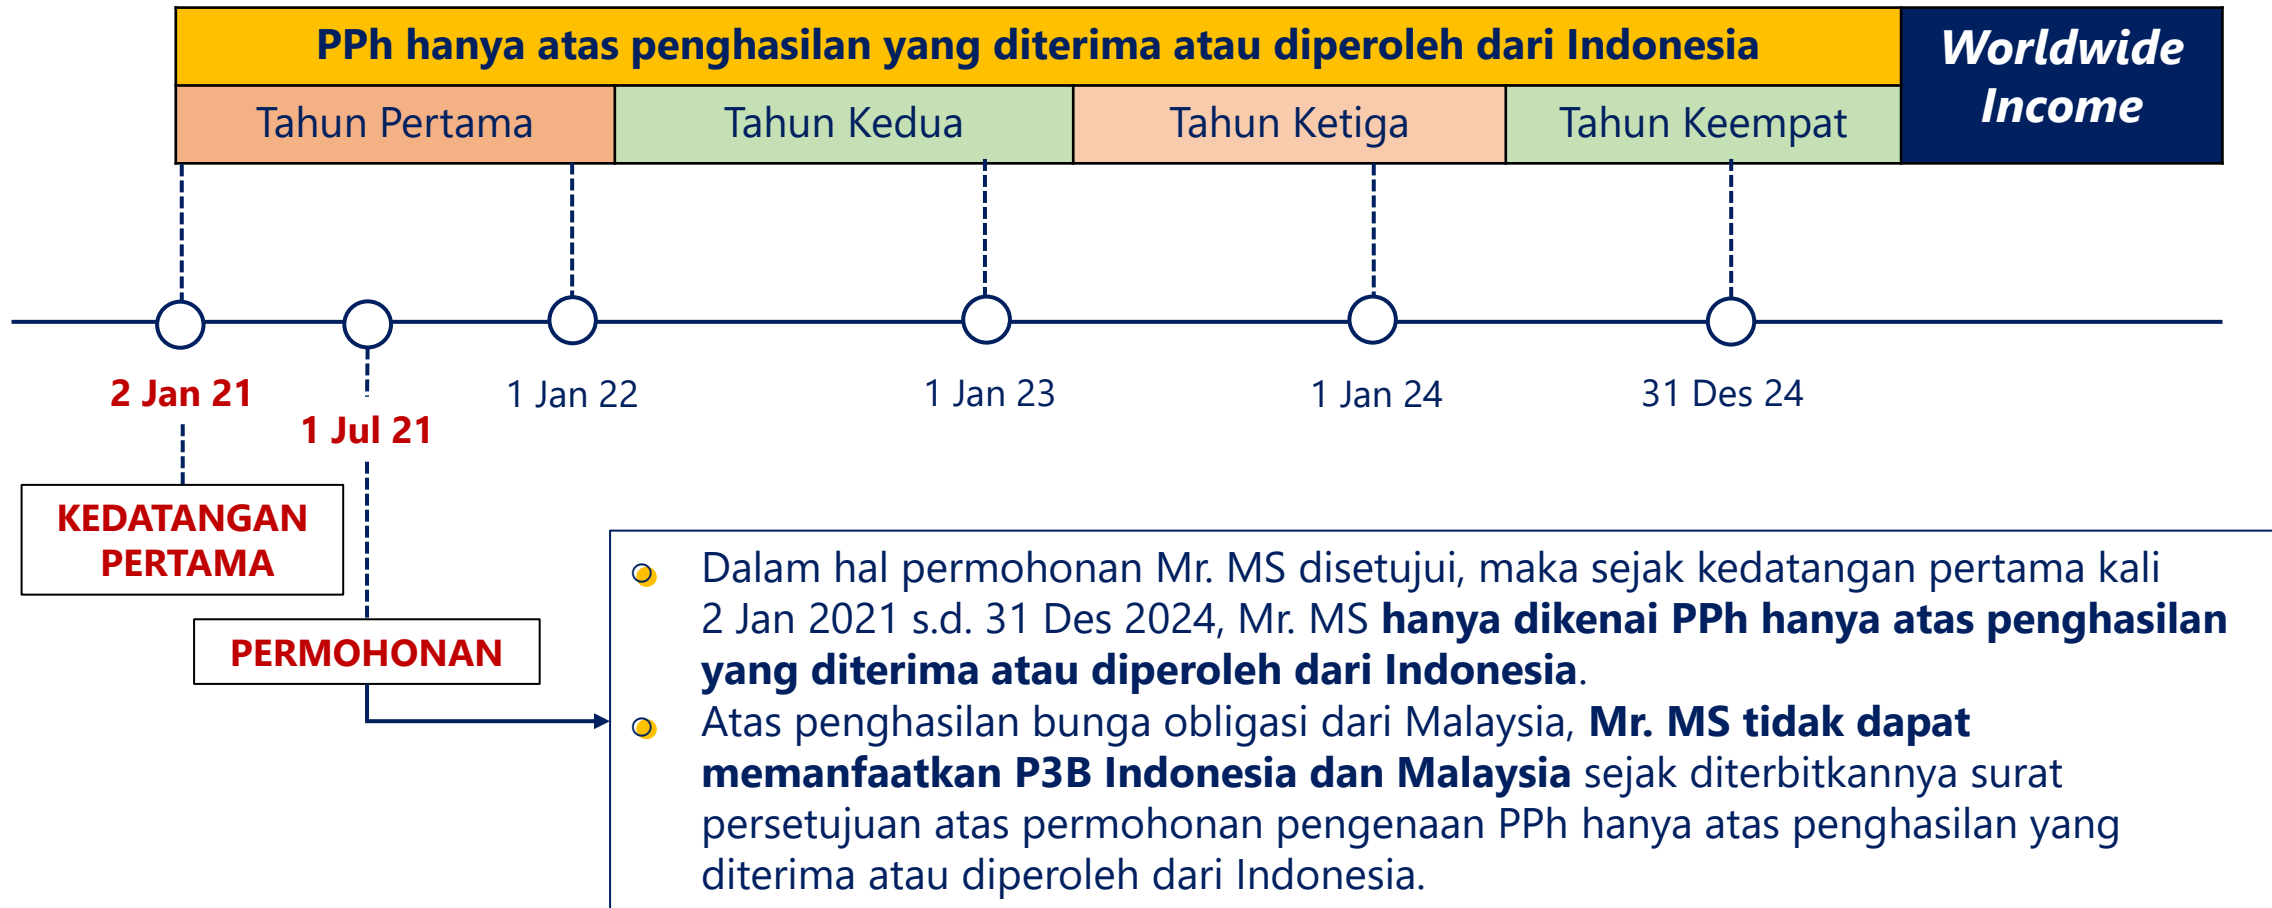 PPh hanya atas penghasilan yang diterima atau diperoleh dari Indonesia
Worldwide
Income
Tahun Pertama
Tahun Kedua
Tahun Ketiga
Tahun Keempat
2 Jan 21
1 Jul 21
1 Jan 22
1 Jan 23
1 Jan 24
31 Des 24
KEDATANGAN
PERTAMA
PERMOHONAN
Dalam hal permohonan Mr. MS disetujui, maka sejak kedatangan pertama kali
2 Jan 2021 s.d. 31 Des 2024, Mr. MS hanya dikenai PPh hanya atas penghasilan
yang diterima atau diperoleh dari Indonesia.
Atas penghasilan bunga obligasi dari Malaysia, Mr. MS tidak dapat
memanfaatkan P3B Indonesia dan Malaysia sejak diterbitkannya surat
persetujuan atas permohonan pengenaan PPh hanya atas penghasilan yang
diterima atau diperoleh dari Indonesia.